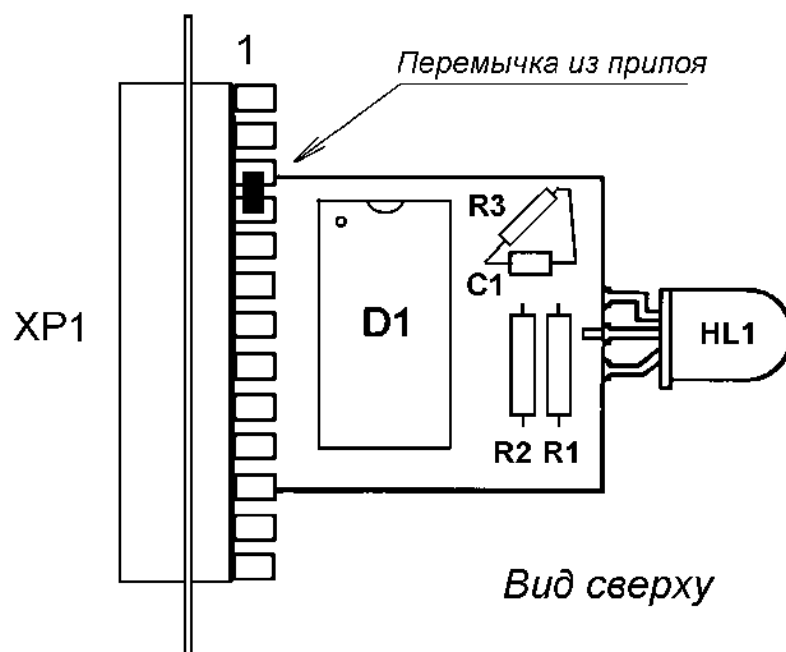 1
Перемычка из припоя
R3
C1
XP1
D1
HL1
R2 R1
Вид сверху